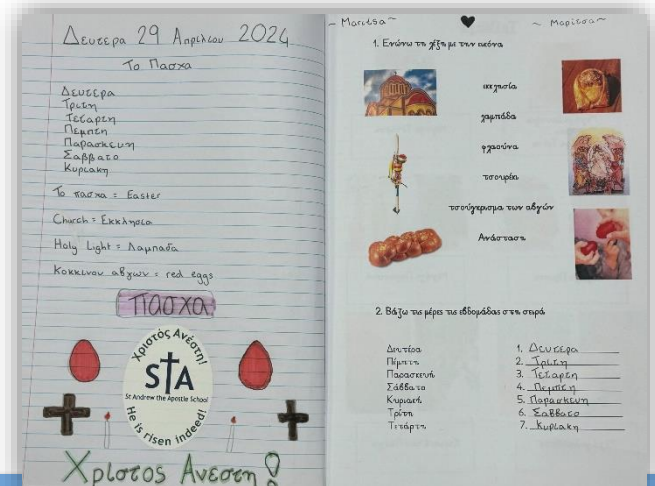 Δευτερα 29 Απριλιου 2024
Το Πασχα
Δευτερα
Τριτη
Τεταρτη
Πεμπτη
Παρασκευη
Σαββατο
Κυριακη
Το πασχα = Easter
Church = Εκκλησια
Holy Light = Λαμπαδα
Κοκκινου αβγων = red eggs
ΠΑΣΧΑ
Χριστός Ανέστη!
STA
St Andrew the Apostle School
He is risen indeed!
Χριστος Ανεστη!
~ Maritsa ~ ~ Μαριτσα ~
1. Ενώνω τη λέξη με την εικόνα
εκκλησία
λαμπάδα
φλαούνα
τσουρέκι
τσούγκρισμα των αβγών
Ανάσταση
2. Βάζω τις μέρες της εβδομάδας στη σειρά
Δευτέρα
Πέμπτη
Παρασκευή
Σάββατο
Κυριακή
Τρίτη
Τετάρτη
1. Δευτερα
2. Τριτη
3. Τεταρτη
4. Πεμπτη
5. Παρασκευη
6. Σαββατο
7. Κυριακη